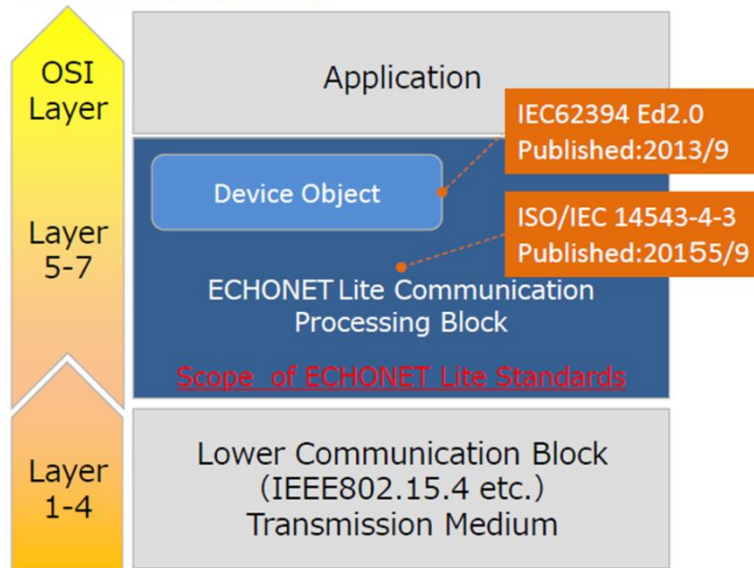 OSI
Layer
Application
IEC62394 Ed2.0
Published:2013/9
Device Object
ISO/IEC 14543-4-3
Published:20155/9
Layer
5-7
ECHONET Lite Communication
Processing Block
Scope of ECHONET Lite Standards
Layer
1-4
Lower Communication Block
(IEEE802.15.4 etc.)
Transmission Medium